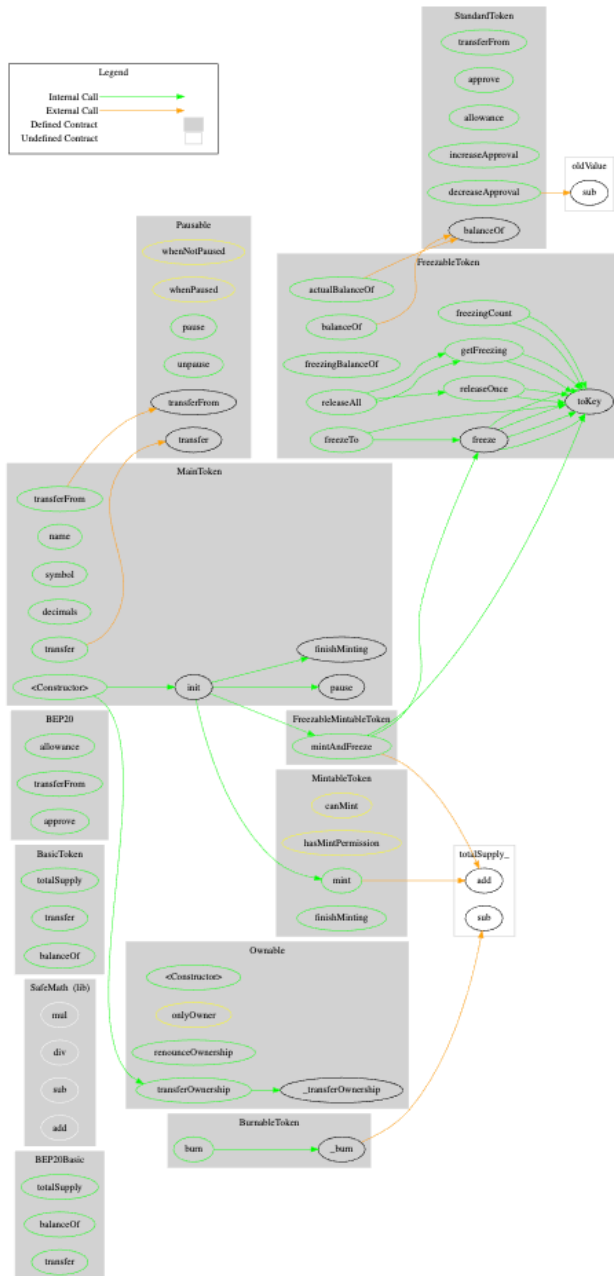 StandardToken
transferFrom
approve
allowance
increaseApproval
decreaseApproval
balanceOf
oldValue
sub
Legend
Internal Call
External Call
Defined Contract
Undefined Contract
Pausable
whenNotPaused
whenPaused
pause
unpause
transferFrom
transfer
FreezableToken
actualBalanceOf
balanceOf
freezingBalanceOf
releaseAll
freezeTo
freezingCount
getFreezing
releaseOnce
freeze
toKey
MainToken
transferFrom
name
symbol
decimals
transfer
<Constructor>
init
finishMinting
pause
BEP20
allowance
transferFrom
approve
FreezableMintableToken
mintAndFreeze
MintableToken
canMint
hasMintPermission
mint
finishMinting
totalSupply_
add
sub
BasicToken
totalSupply
transfer
balanceOf
Ownable
<Constructor>
onlyOwner
renounceOwnership
transferOwnership
_transferOwnership
SafeMath (lib)
mul
div
sub
add
BurnableToken
burn
_burn
BEP20Basic
totalSupply
balanceOf
transfer